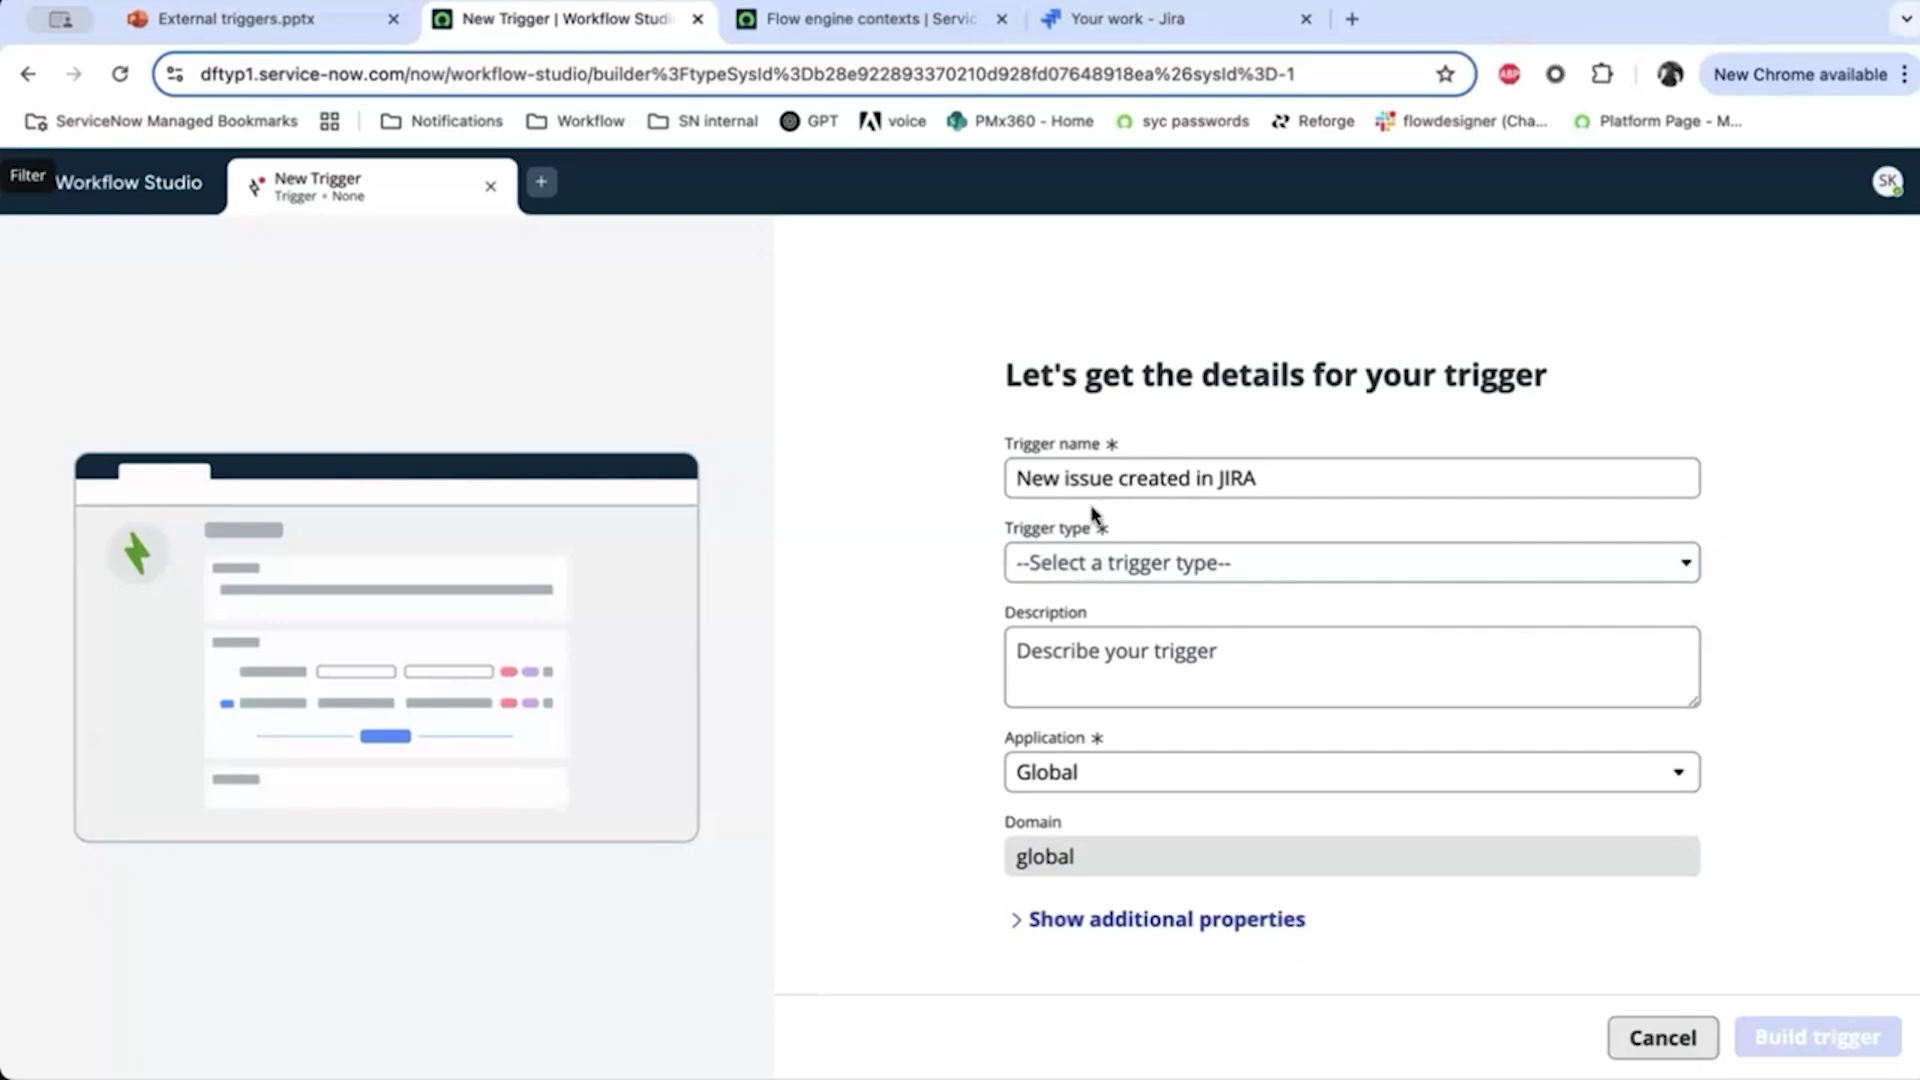 External triggers.pptx
New Trigger | Workflow Studi
Flow engine contexts | Servic
Your work - Jira
dftyp1.service-now.com/now/workflow-studio/builder%3FtypeSysId%3Db28e922893370210d928fd07648918ea%26sysId%3D-1
ABP
New Chrome available
ServiceNow Managed Bookmarks
Notifications
Workflow
SN internal
GPT
voice
PMx360 - Home
syc passwords
Reforge
flowdesigner (Cha...
Platform Page - M...
Filter
Workflow Studio
New Trigger
Trigger • None
SK
Let's get the details for your trigger
Trigger name *
New issue created in JIRA
Trigger type *
--Select a trigger type--
Description
Describe your trigger
Application *
Global
Domain
global
Show additional properties
Cancel
Build trigger